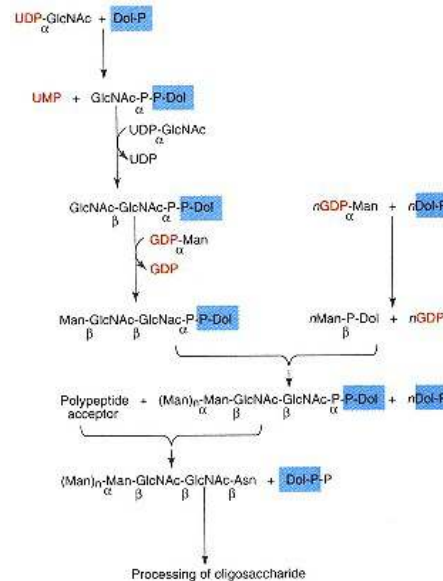 UDP-GlcNAc + Dol-P
α
UMP + GlcNAc-P-P-Dol
α
UDP-GlcNAc
α
UDP
GlcNAc-GlcNAc-P-P-Dol
β α
nGDP-Man + nDol-P
α
GDP-Man
α
GDP
Man-GlcNAc-GlcNac-P-P-Dol
β β α
nMan-P-Dol + nGDP
β
Polypeptide
acceptor
+ (Man)n-Man-GlcNAc-GlcNAc-P-P-Dol + nDol-P
α β β α
(Man)n-Man-GlcNAc-GlcNAc-Asn + Dol-P-P
α β β β
Processing of oligosaccharide